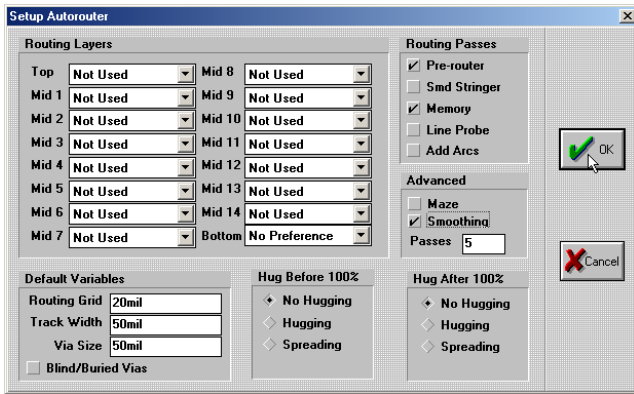 Setup Autorouter
Routing Layers
Top Not Used Mid 8 Not Used
Mid 1 Not Used Mid 9 Not Used
Mid 2 Not Used Mid 10 Not Used
Mid 3 Not Used Mid 11 Not Used
Mid 4 Not Used Mid 12 Not Used
Mid 5 Not Used Mid 13 Not Used
Mid 6 Not Used Mid 14 Not Used
Mid 7 Not Used Bottom No Preference
Routing Passes
Pre-router
Smd Stringer
Memory
Line Probe
Add Arcs
Advanced
Maze
Smoothing
Passes 5
OK
Cancel
Default Variables
Routing Grid 20mil
Track Width 50mil
Via Size 50mil
Blind/Buried Vias
Hug Before 100%
No Hugging
Hugging
Spreading
Hug After 100%
No Hugging
Hugging
Spreading